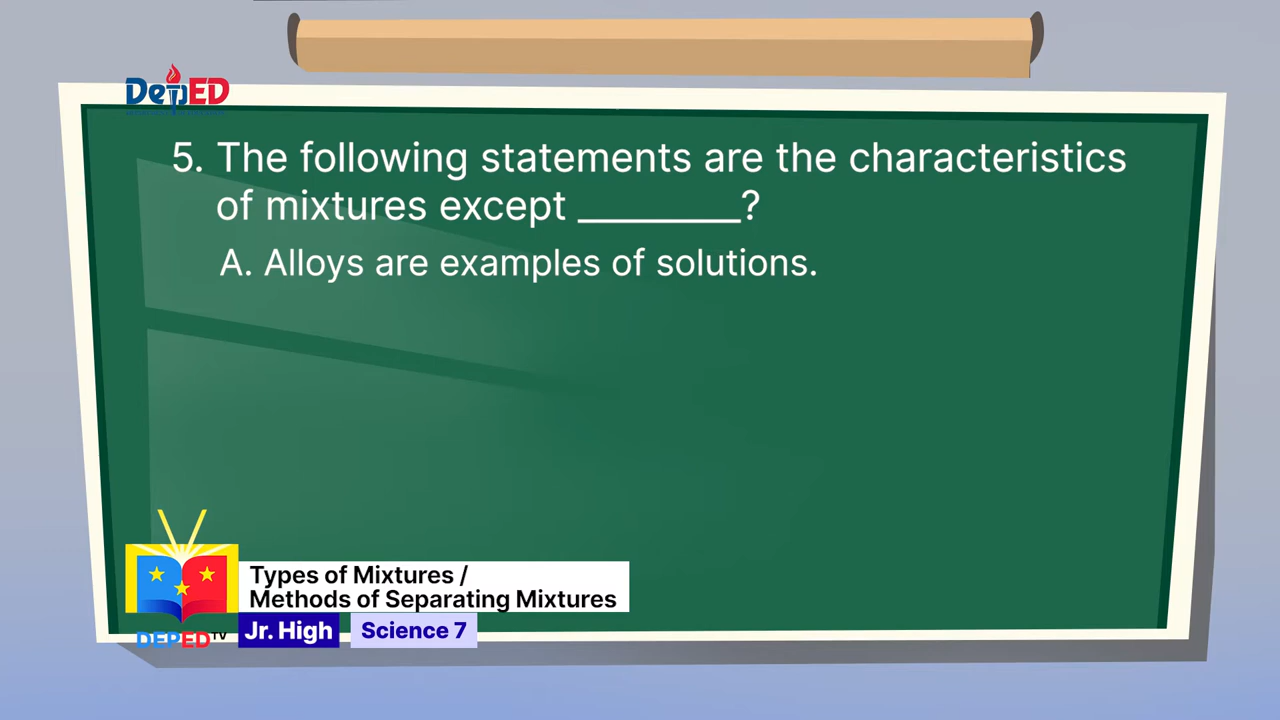 DepED
5. The following statements are the characteristics
of mixtures except ________?
A. Alloys are examples of solutions.
Types of Mixtures /
Methods of Separating Mixtures
DEPED TV
Jr. High
Science 7